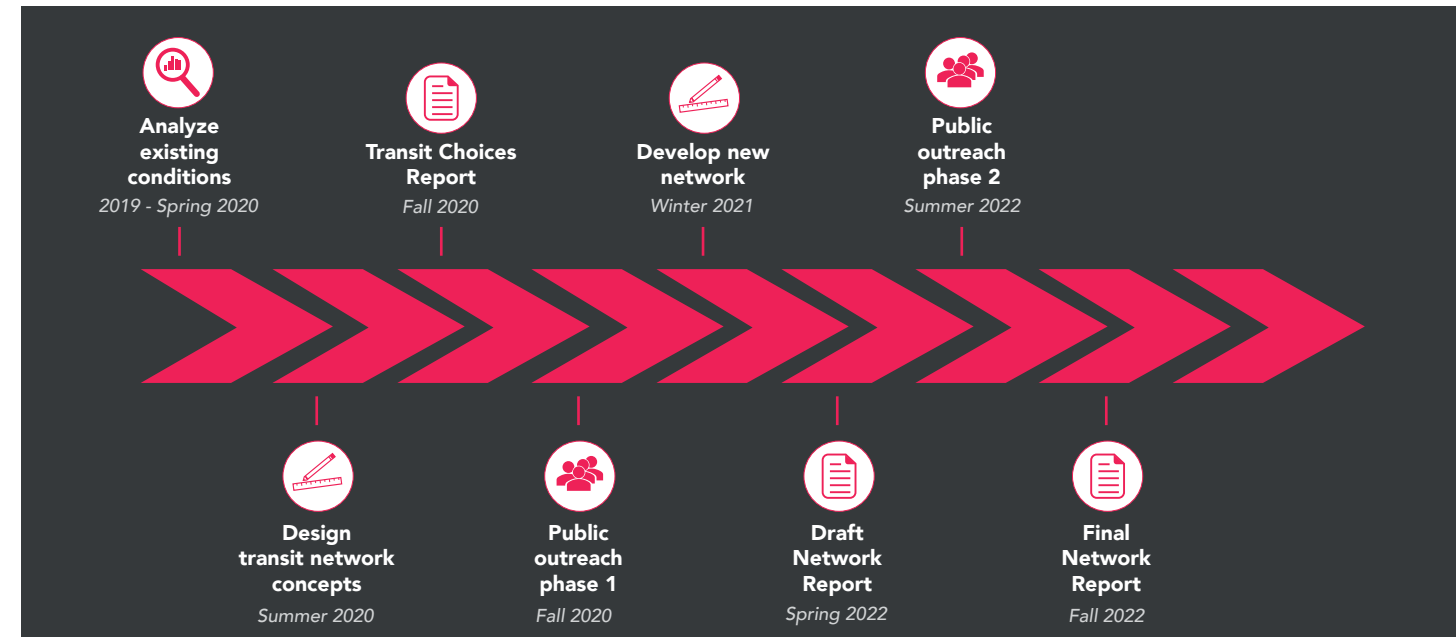 Analyze
existing
conditions
2019 - Spring 2020
Transit Choices
Report
Fall 2020
Develop new
network
Winter 2021
Public
outreach
phase 2
Summer 2022
Design
transit network
concepts
Summer 2020
Public
outreach
phase 1
Fall 2020
Draft
Network
Report
Spring 2022
Final
Network
Report
Fall 2022